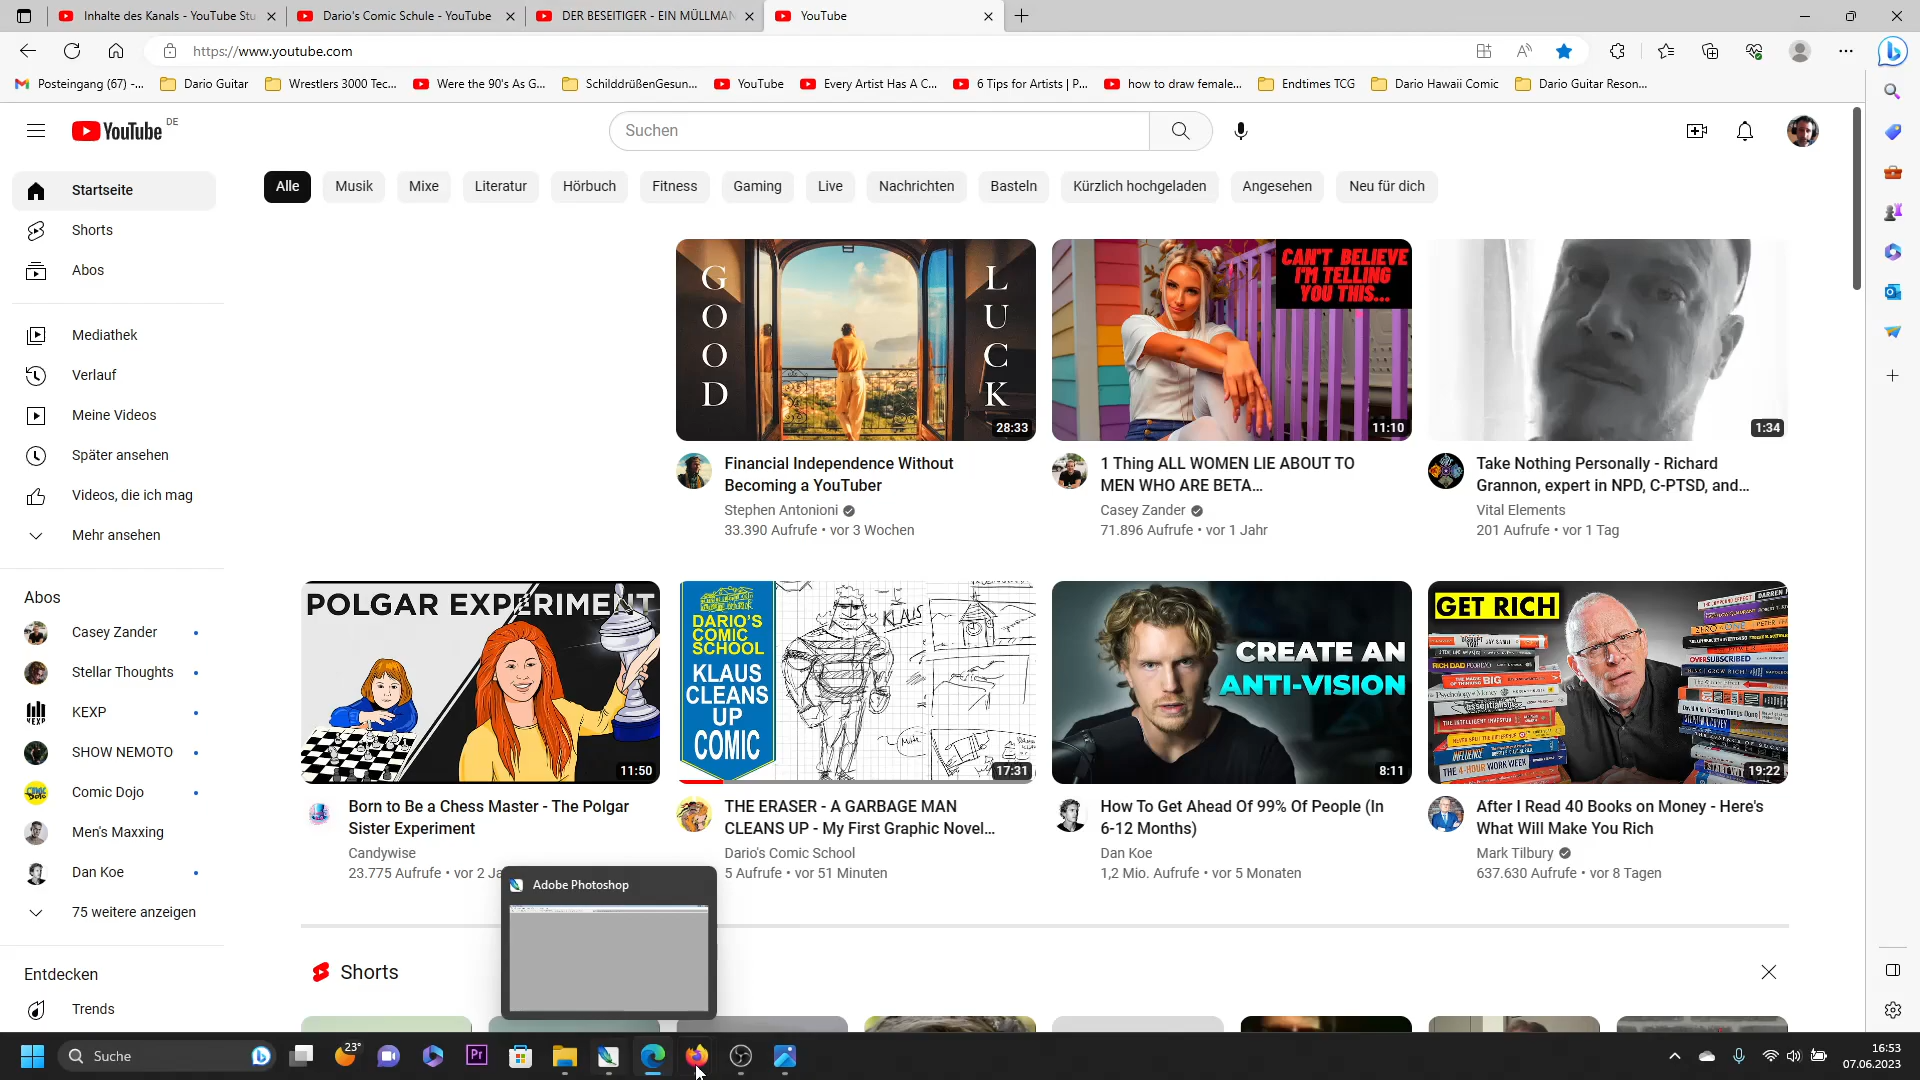 Inhalte des Kanals - YouTube Stu
Dario's Comic Schule - YouTube
DER BESEITIGER - EIN MÜLLMAN
YouTube
https://www.youtube.com
Posteingang (67) -...
Dario Guitar
Wrestlers 3000 Tec...
Were the 90's As G...
SchilddrüßenGesun...
YouTube
Every Artist Has A C...
6 Tips for Artists | P...
how to draw female...
Endtimes TCG
Dario Hawaii Comic
Dario Guitar Reson...
YouTube DE
Suchen
Alle
Musik
Mixe
Literatur
Hörbuch
Fitness
Gaming
Live
Nachrichten
Basteln
Kürzlich hochgeladen
Angesehen
Neu für dich
Startseite
Shorts
Abos
Mediathek
Verlauf
Meine Videos
Später ansehen
Videos, die ich mag
Mehr ansehen
Abos
Casey Zander
Stellar Thoughts
KEXP
KEXP
SHOW NEMOTO
Comic Dojo
Men's Maxxing
Dan Koe
75 weitere anzeigen
Entdecken
Trends
GOOD LUCK
28:33
Financial Independence Without
Becoming a YouTuber
Stephen Antonioni
33.390 Aufrufe • vor 3 Wochen
CAN'T BELIEVE
I'M TELLING
YOU THIS...
11:10
1 Thing ALL WOMEN LIE ABOUT TO
MEN WHO ARE BETA...
Casey Zander
71.896 Aufrufe • vor 1 Jahr
1:34
Take Nothing Personally - Richard
Grannon, expert in NPD, C-PTSD, and...
Vital Elements
201 Aufrufe • vor 1 Tag
POLGAR EXPERIMENT
11:50
Born to Be a Chess Master - The Polgar
Sister Experiment
Candywise
23.775 Aufrufe • vor 2 Ja
DARIO'S
COMIC
SCHOOL
KLAUS
CLEANS
UP
COMIC
KLAUS
17:31
THE ERASER - A GARBAGE MAN
CLEANS UP - My First Graphic Novel...
Dario's Comic School
5 Aufrufe • vor 51 Minuten
CREATE AN
ANTI-VISION
8:11
How To Get Ahead Of 99% Of People (In
6-12 Months)
Dan Koe
1,2 Mio. Aufrufe • vor 5 Monaten
GET RICH
RICH DAD
BIG
OVERSUBSCRIBED
INFLUENCE
THE 4-HOUR WORK WEEK
19:22
After I Read 40 Books on Money - Here's
What Will Make You Rich
Mark Tilbury
637.630 Aufrufe • vor 8 Tagen
Adobe Photoshop
Shorts
Suche
23°
Pr
16:53
07.06.2023